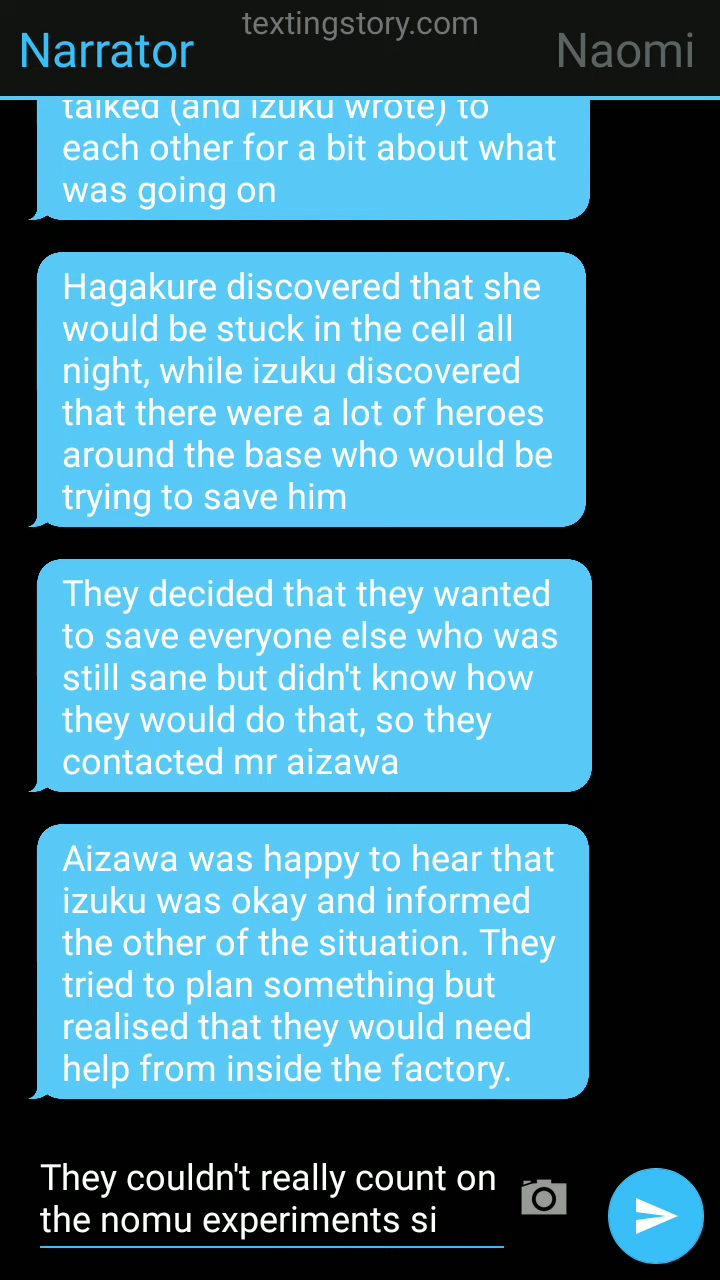 textingstory.com
Narrator
Naomi
talked (and izuku wrote) to
each other for a bit about what
was going on
Hagakure discovered that she
would be stuck in the cell all
night, while izuku discovered
that there were a lot of heroes
around the base who would be
trying to save him
They decided that they wanted
to save everyone else who was
still sane but didn't know how
they would do that, so they
contacted mr aizawa
Aizawa was happy to hear that
izuku was okay and informed
the other of the situation. They
tried to plan something but
realised that they would need
help from inside the factory.
They couldn't really count on
the nomu experiments si